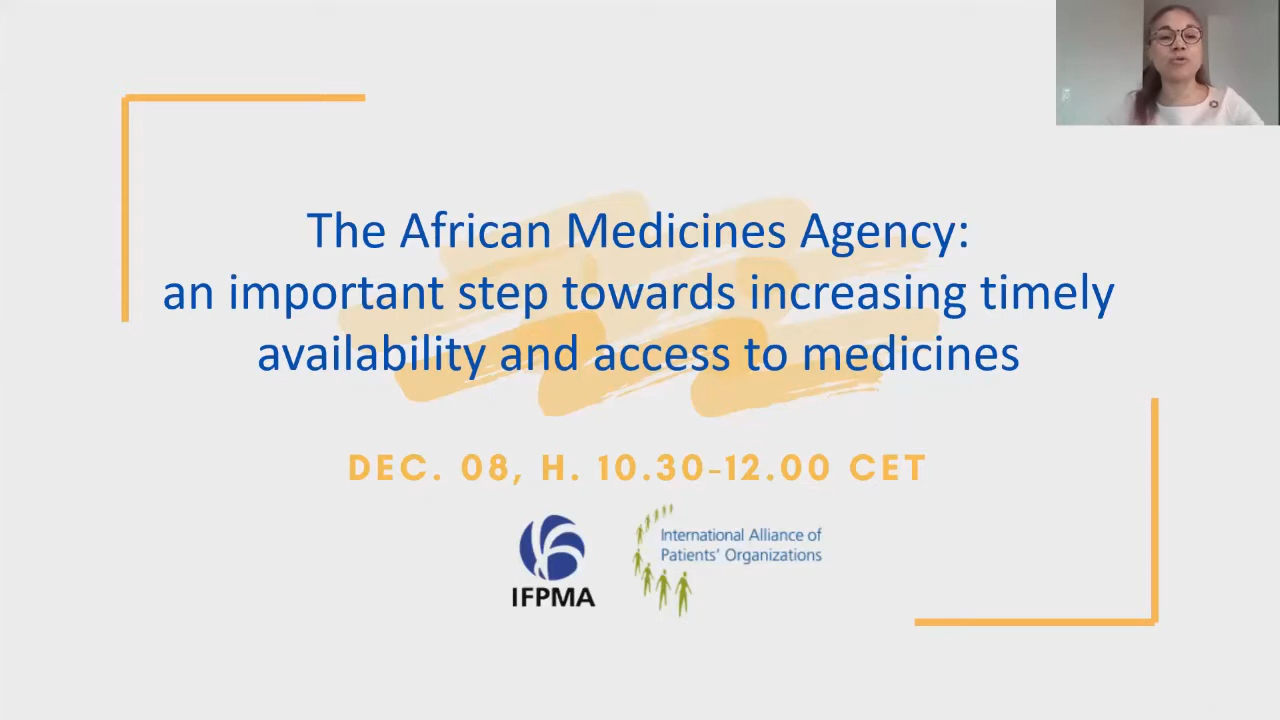 The African Medicines Agency:
an important step towards increasing timely
availability and access to medicines
DEC. 08, H. 10.30-12.00 CET
IFPMA
International Alliance of
Patients' Organizations